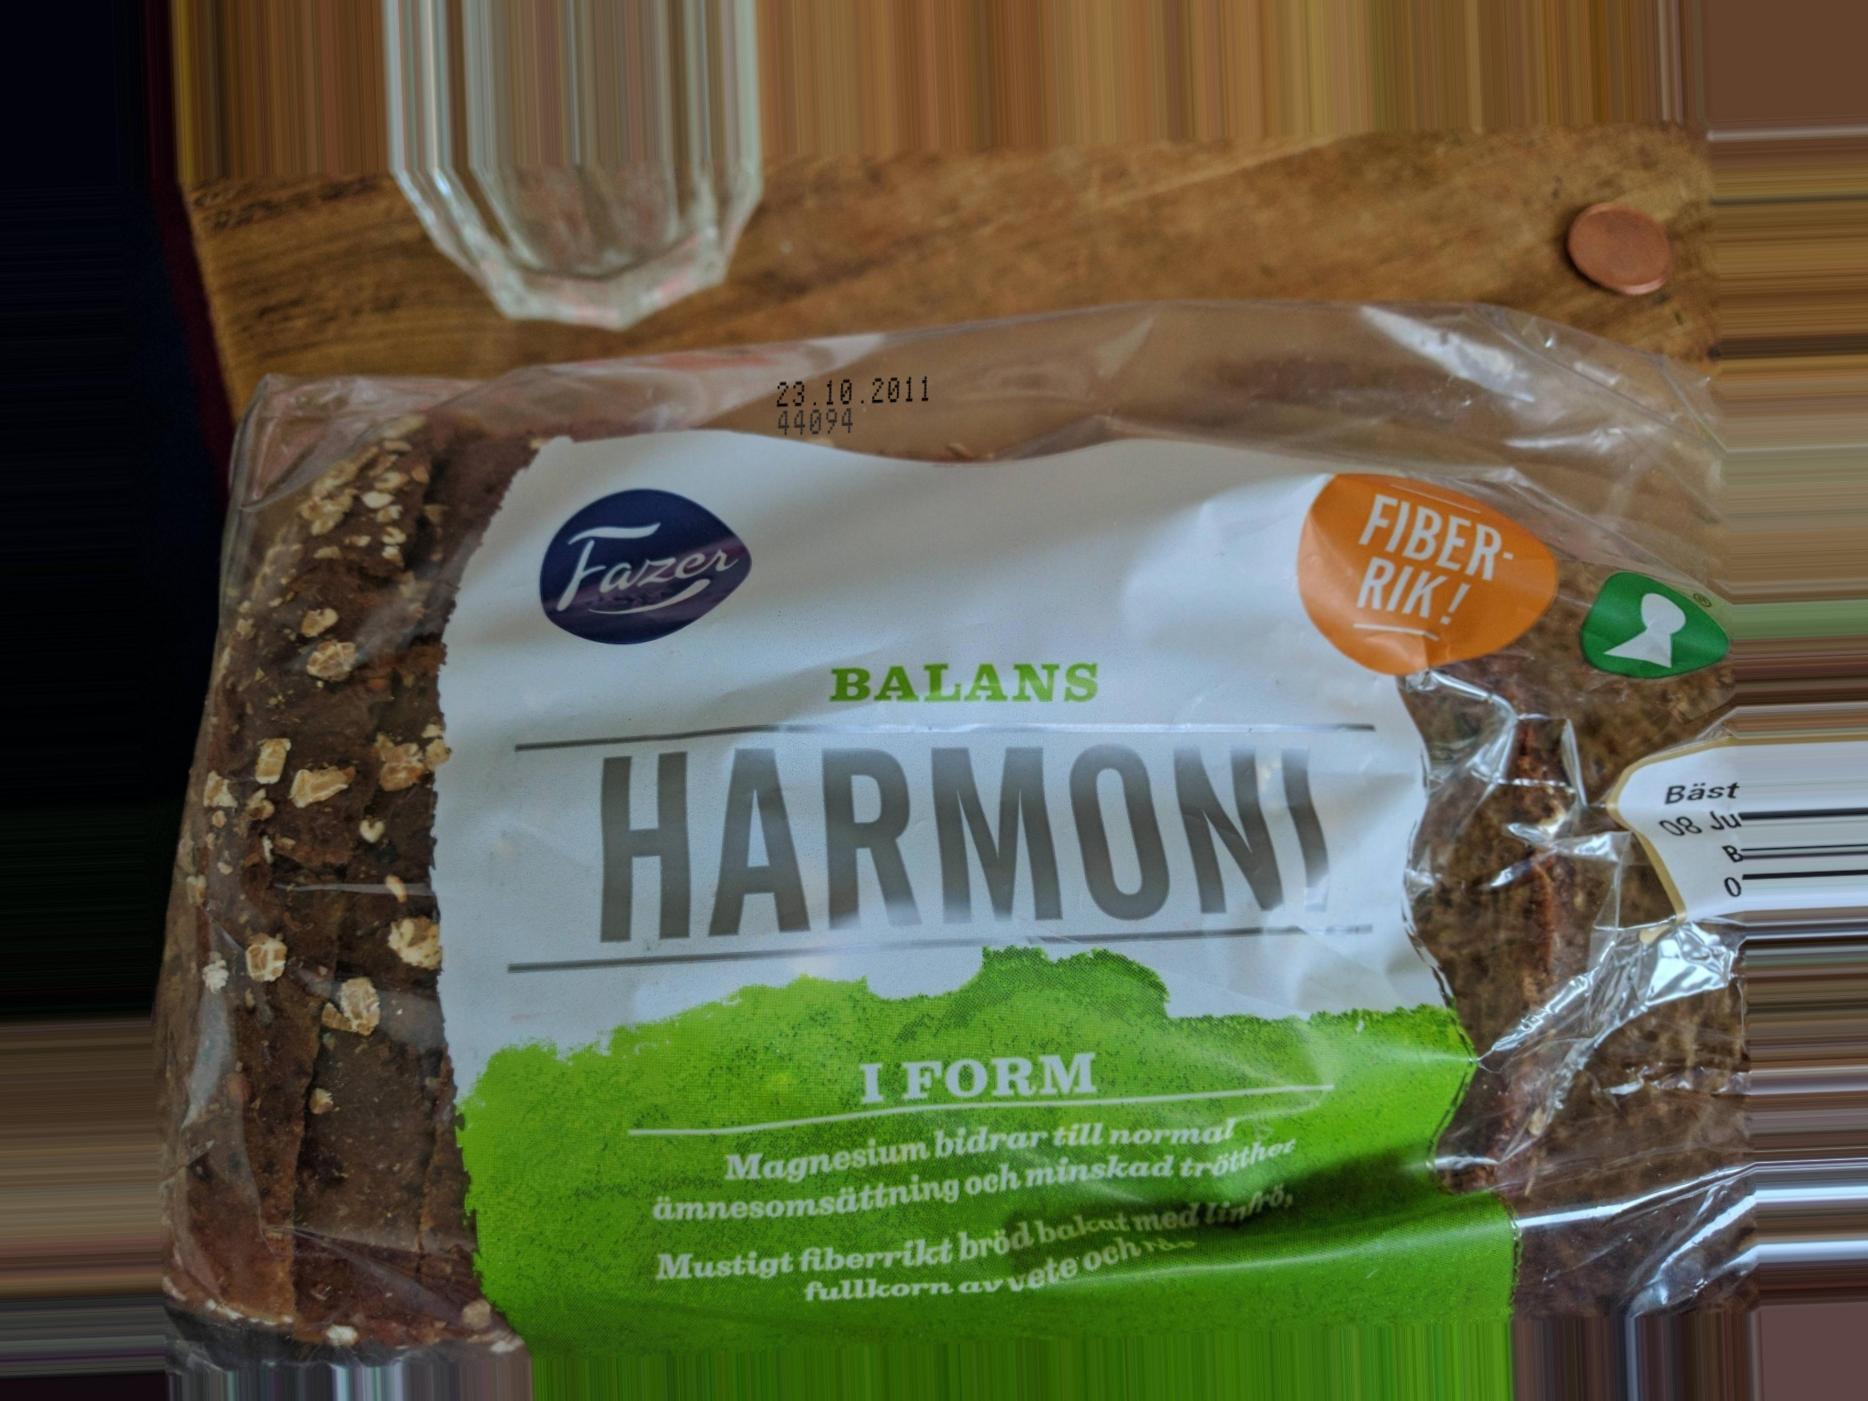 23.10.2011
44094
Fazer
FIBER-
RIK!
BALANS
HARMONI
Bäst
08 Ju
B
0
I FORM
Magnesium bidrar till normal
ämnesomsättning och minskad trötthet
Mustigt fiberrikt bröd bakat med linfrö,
fullkorn av vete och